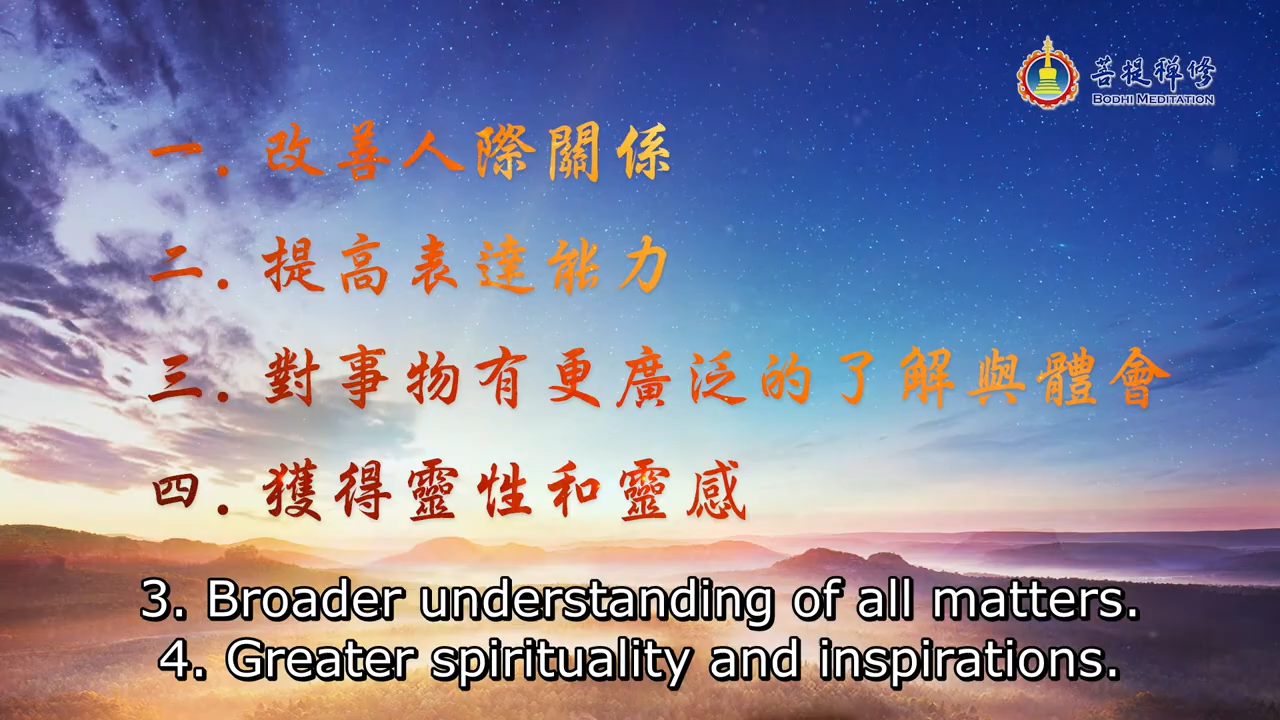 菩提禪修
BODHI MEDITATION
一. 改善人際關係
二. 提高表達能力
三. 對事物有更廣泛的了解與體會
四. 獲得靈性和靈感
3. Broader understanding of all matters.
4. Greater spirituality and inspirations.